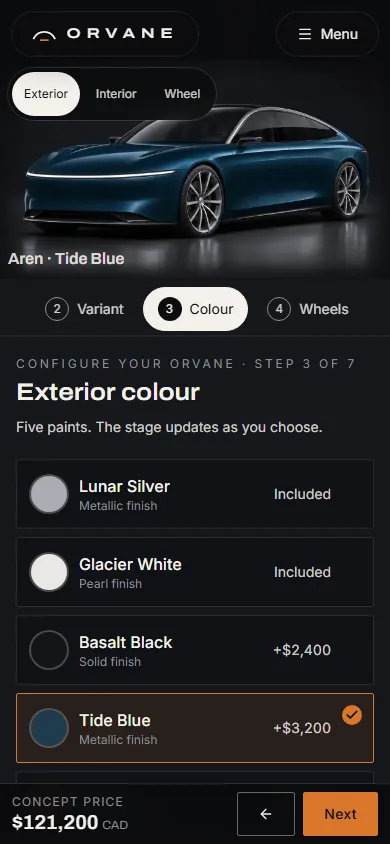 ORVANE
Menu
Exterior Interior Wheel
Aren · Tide Blue
2 Variant 3 Colour 4 Wheels
CONFIGURE YOUR ORVANE · STEP 3 OF 7
Exterior colour
Five paints. The stage updates as you choose.
Lunar Silver
Metallic finish
Included
Glacier White
Pearl finish
Included
Basalt Black
Solid finish
+$2,400
Tide Blue
Metallic finish
+$3,200
CONCEPT PRICE
$121,200 CAD
Next